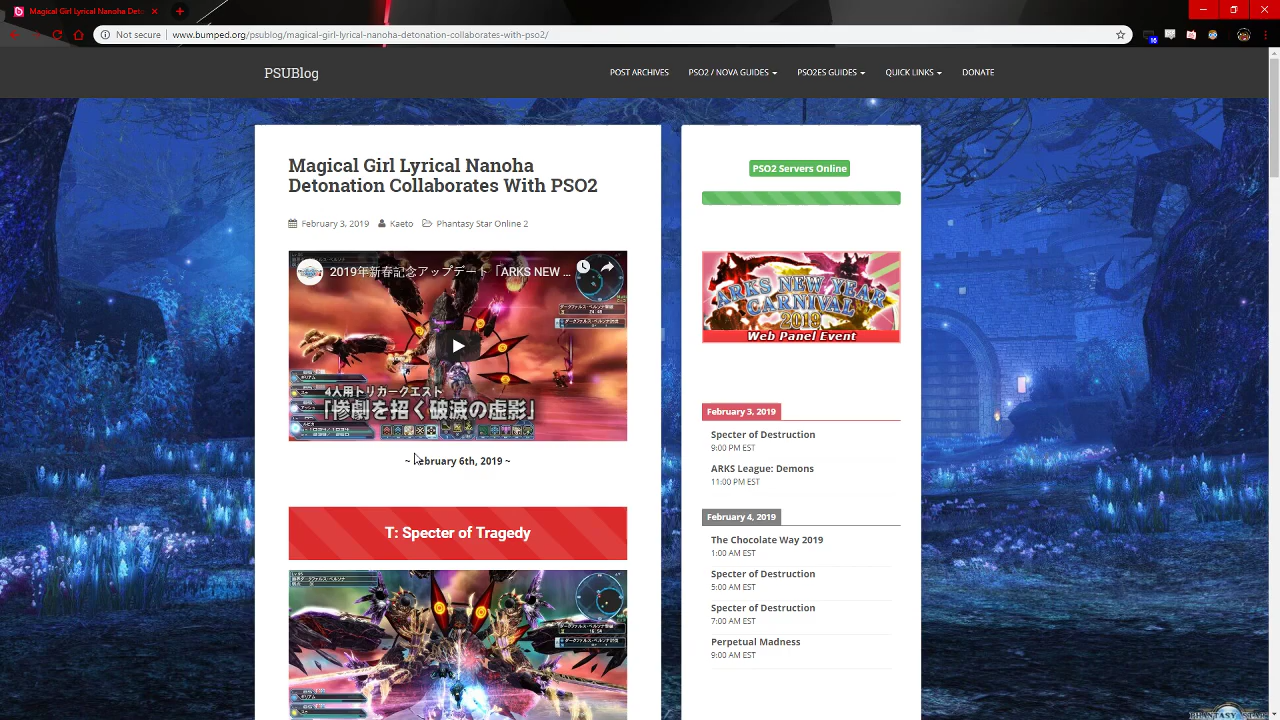 Magical Girl Lyrical Nanoha Det
Not secure | www.bumped.org/psublog/magical-girl-lyrical-nanoha-detonation-collaborates-with-pso2/
16
PSUBlog
POST ARCHIVES
PSO2 / NOVA GUIDES
PSO2ES GUIDES
QUICK LINKS
DONATE
Magical Girl Lyrical Nanoha
Detonation Collaborates With PSO2
February 3, 2019 Kaeto Phantasy Star Online 2
2019年新春記念アップデート「ARKS NEW ...
4人用トリガークエスト
「惨劇を招く破滅の虚影」
~ February 6th, 2019 ~
T: Specter of Tragedy
PSO2 Servers Online
ARKS NEW YEAR
CARNIVAL
2019
Web Panel Event
February 3, 2019
Specter of Destruction
9:00 PM EST
ARKS League: Demons
11:00 PM EST
February 4, 2019
The Chocolate Way 2019
1:00 AM EST
Specter of Destruction
5:00 AM EST
Specter of Destruction
7:00 AM EST
Perpetual Madness
9:00 AM EST